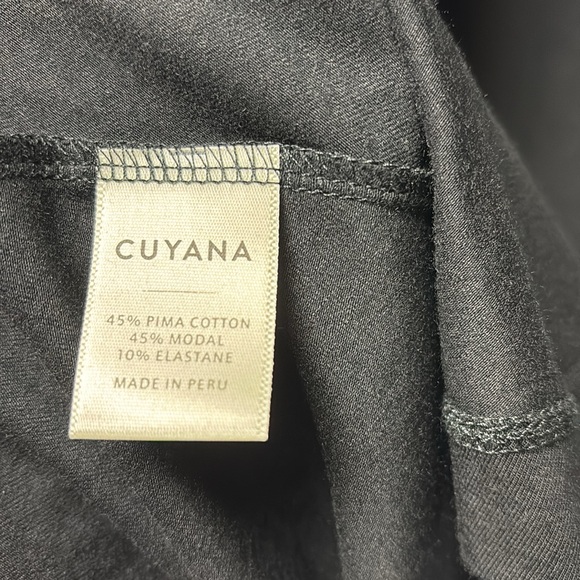 CUYANA
45% PIMA COTTON
45% MODAL
10% ELASTANE
MADE IN PERU